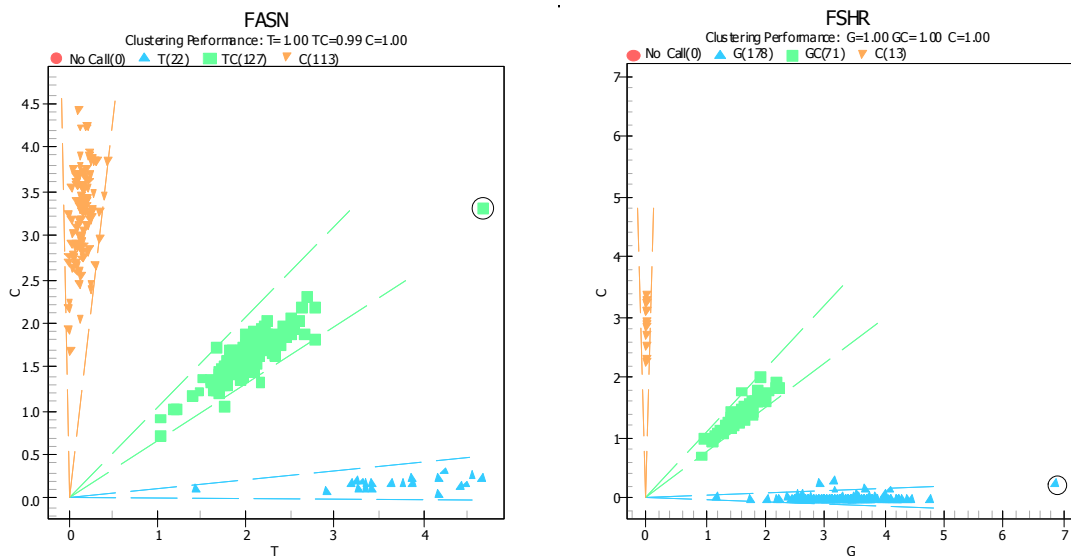 FASN
Clustering Performance: T=1.00 TC=0.99 C=1.00
No Call(0) T(22) TC(127) C(113)
4.5
4.0
3.5
3.0
2.5
2.0
1.5
1.0
0.5
0.0
C
0 1 2 3 4
T
FSHR
Clustering Performance: G=1.00 GC=1.00 C=1.00
No Call(0) G(178) GC(71) C(13)
7
6
5
4
3
2
1
0
C
0 1 2 3 4 5 6 7
G